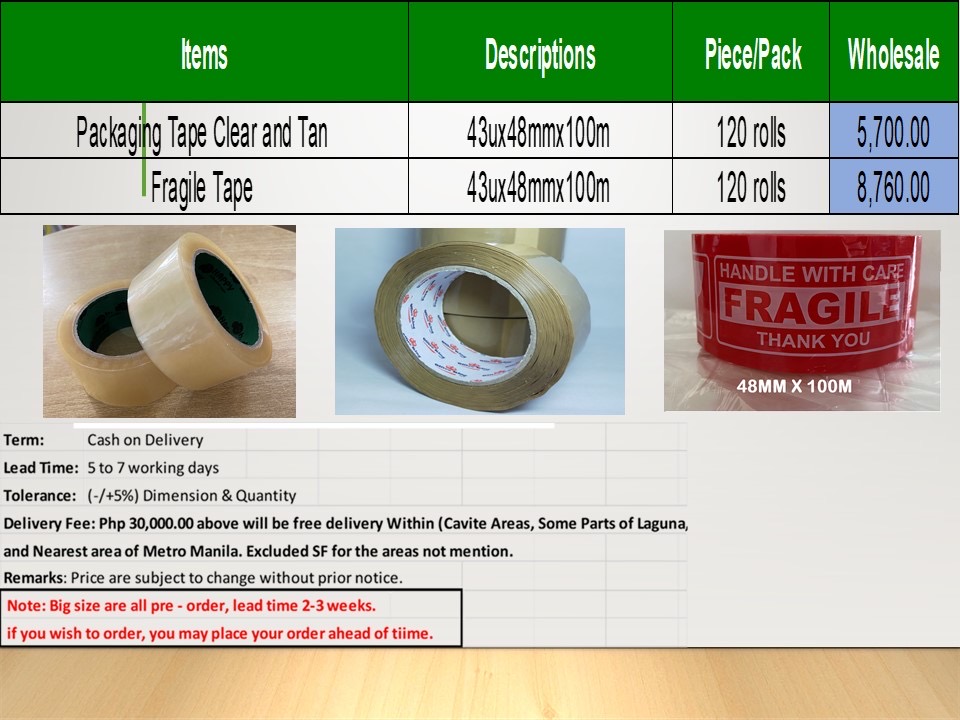 Items Descriptions Piece/Pack Wholesale
Packaging Tape Clear and Tan 43ux48mmx100m 120 rolls 5,700.00
Fragile Tape 43ux48mmx100m 120 rolls 8,760.00
HANDLE WITH CARE
FRAGILE
THANK YOU
48MM X 100M
Term: Cash on Delivery
Lead Time: 5 to 7 working days
Tolerance: (-/+5%) Dimension & Quantity
Delivery Fee: Php 30,000.00 above will be free delivery Within (Cavite Areas, Some Parts of Laguna,
and Nearest area of Metro Manila. Excluded SF for the areas not mention.
Remarks: Price are subject to change without prior notice.
Note: Big size are all pre - order, lead time 2-3 weeks.
if you wish to order, you may place your order ahead of tiime.